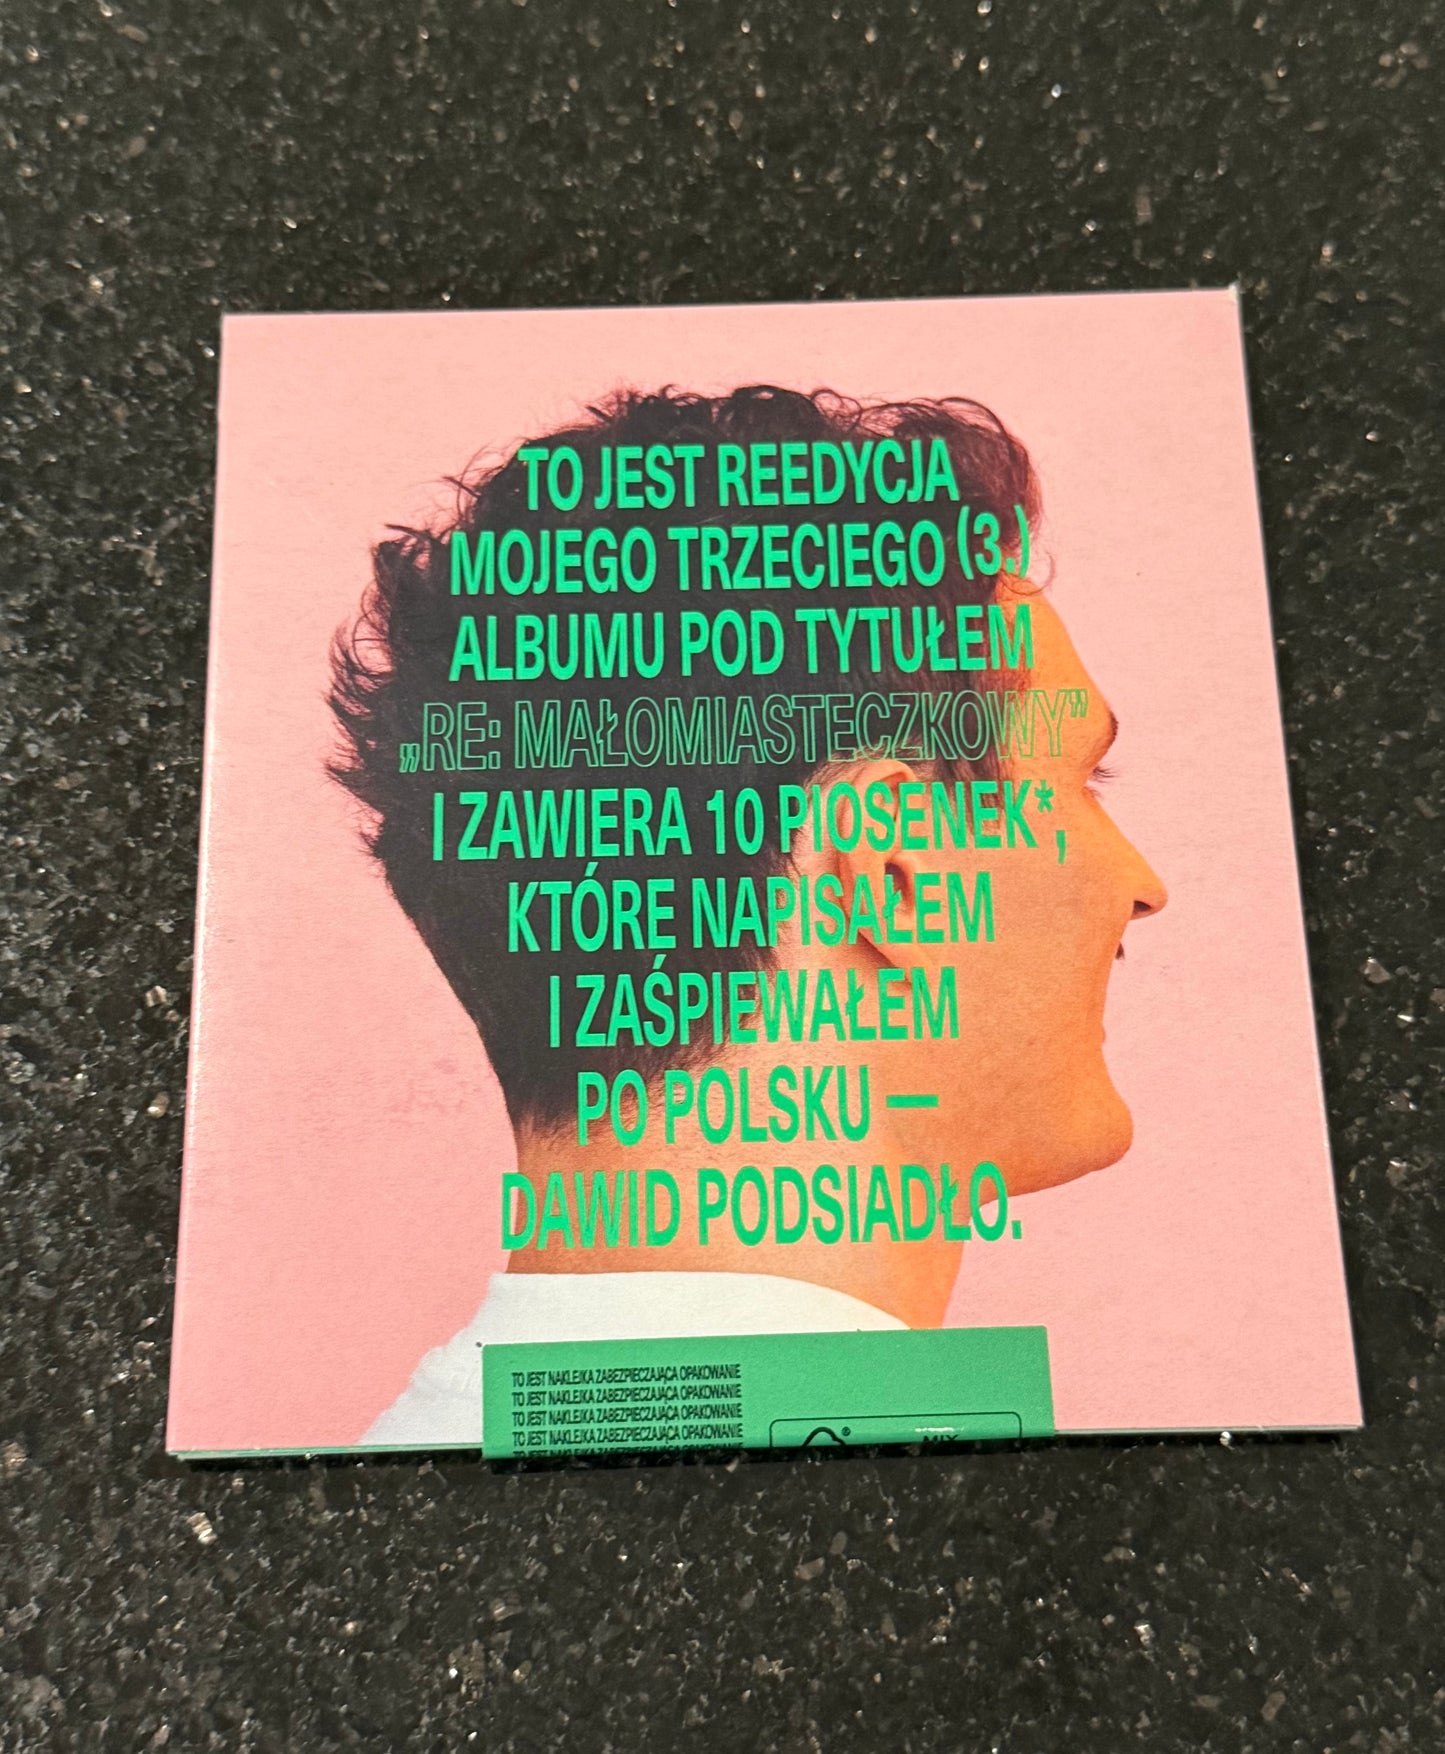 TO JEST REEDYCJA
MOJEGO TRZECIEGO (3.)
ALBUMU POD TYTUŁEM
„RE: MAŁOMIASTECZKOWY”
I ZAWIERA 10 PIOSENEK*,
KTÓRE NAPISAŁEM
I ZAŚPIEWAŁEM
PO POLSKU —
DAWID PODSIADŁO.
TO JEST NAKLEJKA ZABEZPIECZAJĄCA OPAKOWANIE
TO JEST NAKLEJKA ZABEZPIECZAJĄCA OPAKOWANIE
TO JEST NAKLEJKA ZABEZPIECZAJĄCA OPAKOWANIE
TO JEST NAKLEJKA ZABEZPIECZAJĄCA OPAKOWANIE
®
MIX